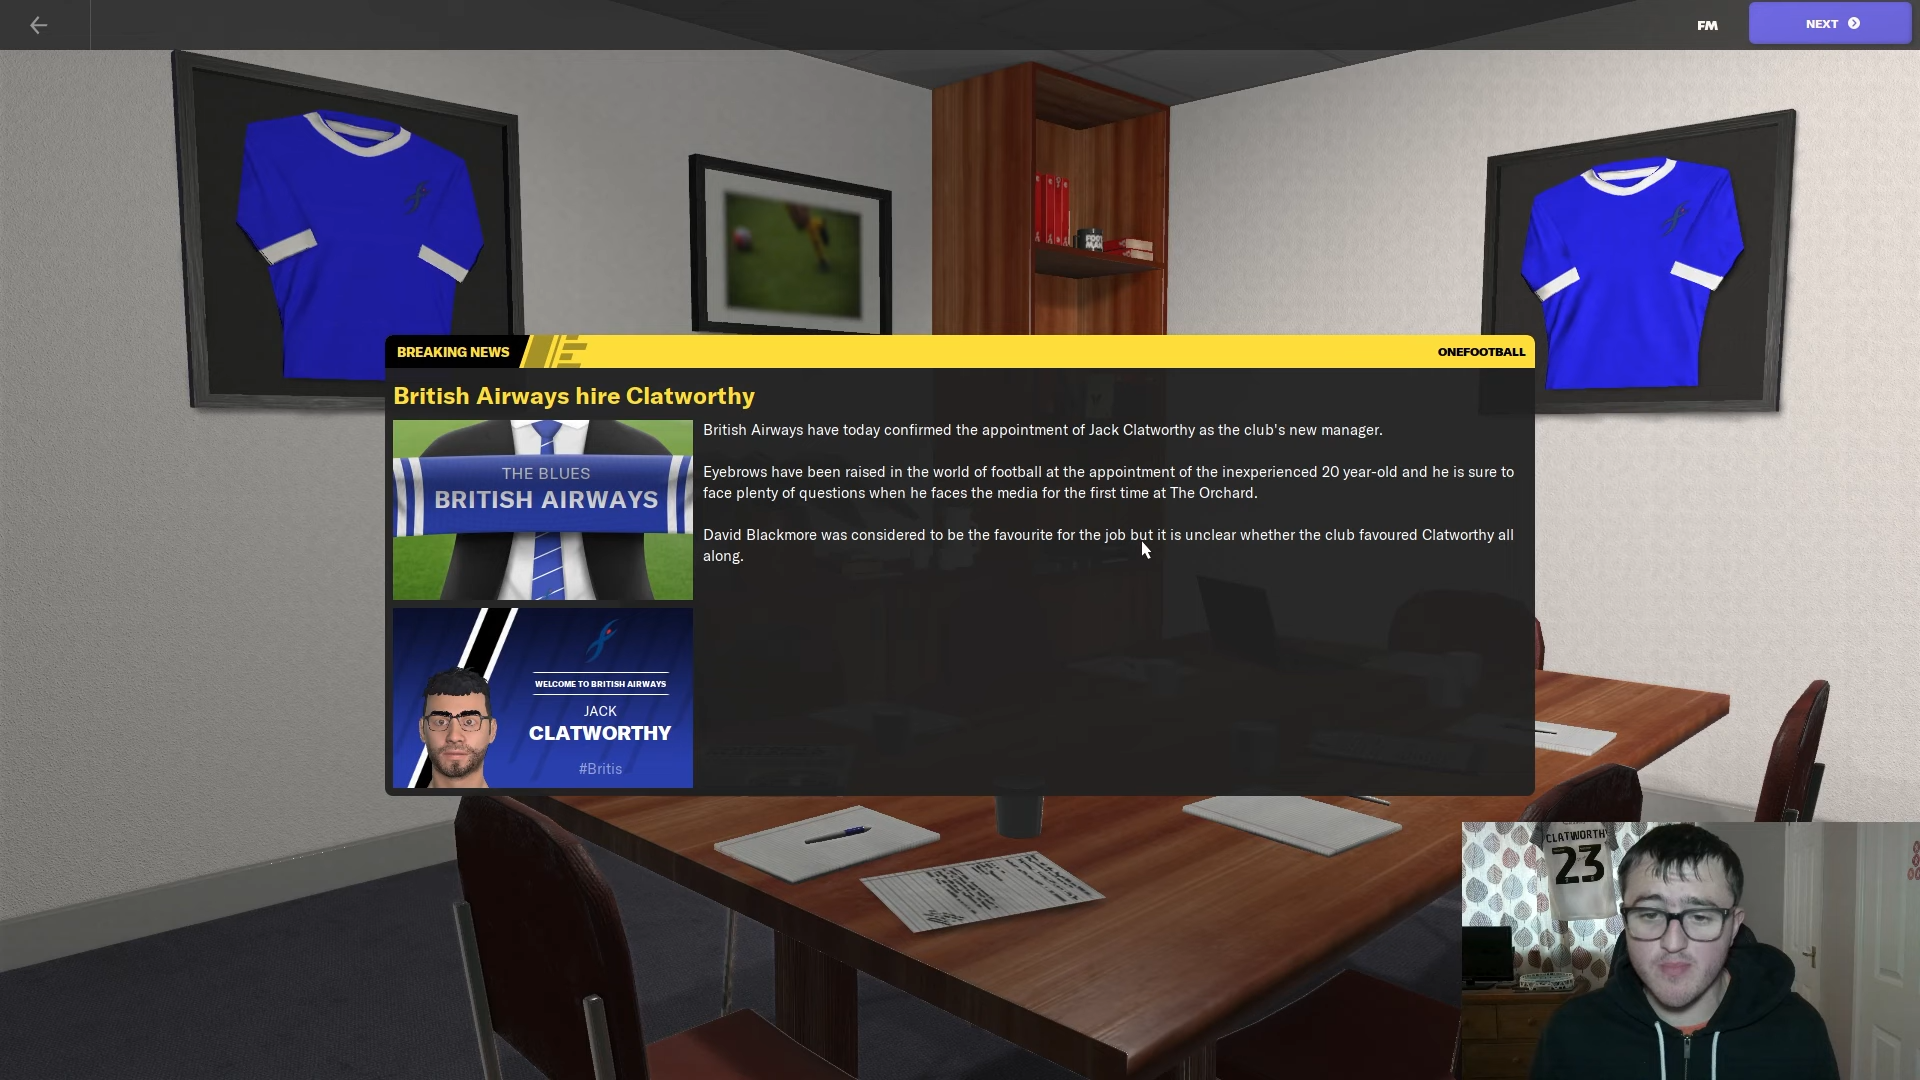 FM
NEXT
BREAKING NEWS
ONEFOOTBALL
British Airways hire Clatworthy
THE BLUES
BRITISH AIRWAYS
British Airways have today confirmed the appointment of Jack Clatworthy as the club's new manager.
Eyebrows have been raised in the world of football at the appointment of the inexperienced 20 year-old and he is sure to
face plenty of questions when he faces the media for the first time at The Orchard.
David Blackmore was considered to be the favourite for the job but it is unclear whether the club favoured Clatworthy all
along.
WELCOME TO BRITISH AIRWAYS
JACK
CLATWORTHY
#Britis
CLATWORTHY
23